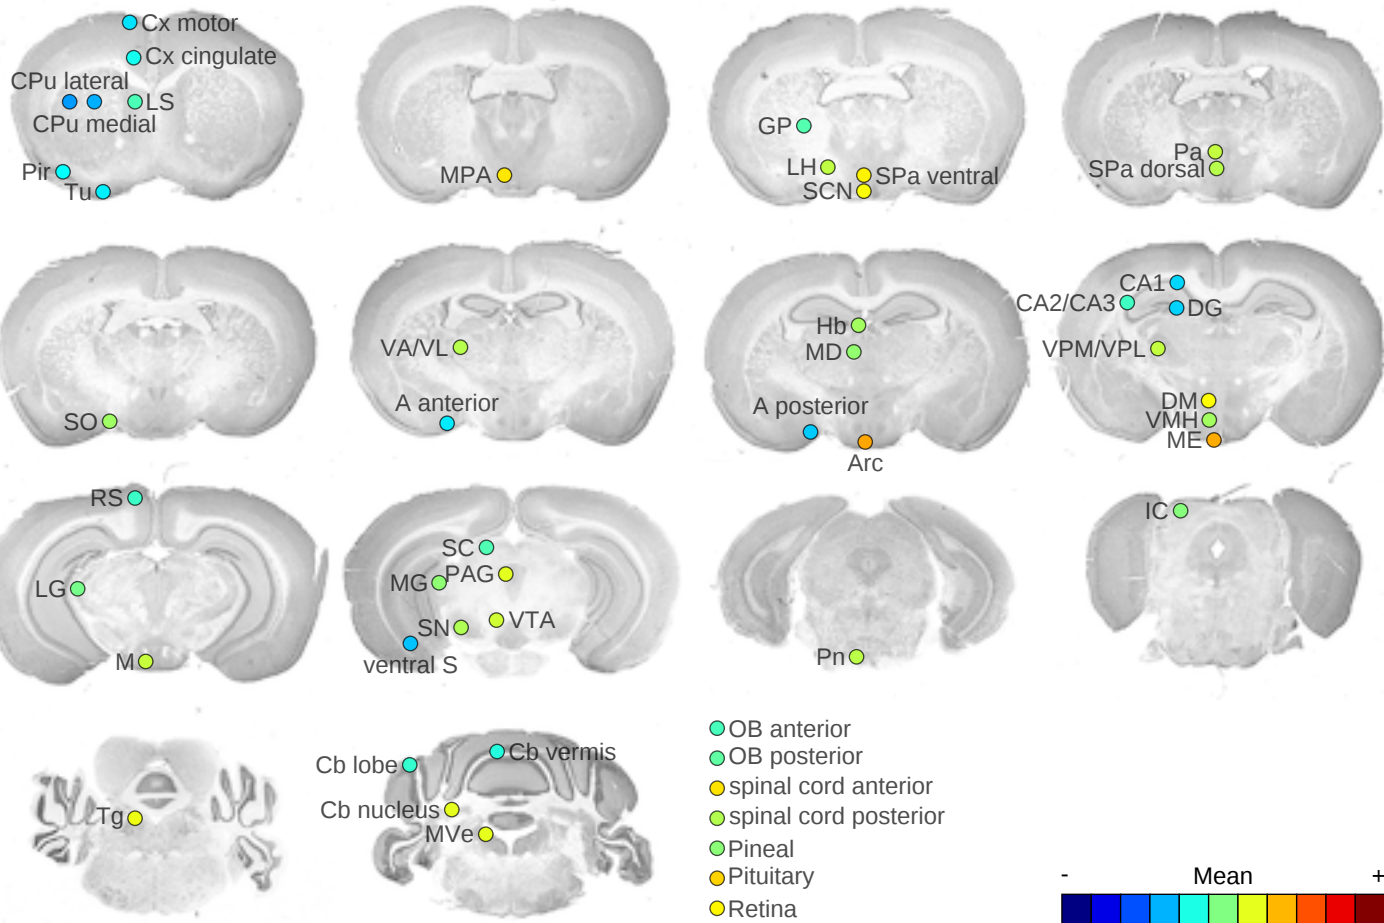 Cx motor
Cx cingulate
CPu lateral
LS
CPu medial
Pir
Tu
MPA
GP
LH
SPa ventral
SCN
Pa
SPa dorsal
SO
VA/VL
A anterior
Hb
MD
A posterior
Arc
CA1
CA2/CA3
DG
VPM/VPL
DM
VMH
ME
RS
LG
M
SC
MG
PAG
SN
VTA
ventral S
Pn
IC
Tg
Cb lobe
Cb vermis
Cb nucleus
MVe
OB anterior
OB posterior
spinal cord anterior
spinal cord posterior
Pineal
Pituitary
Retina
- Mean +